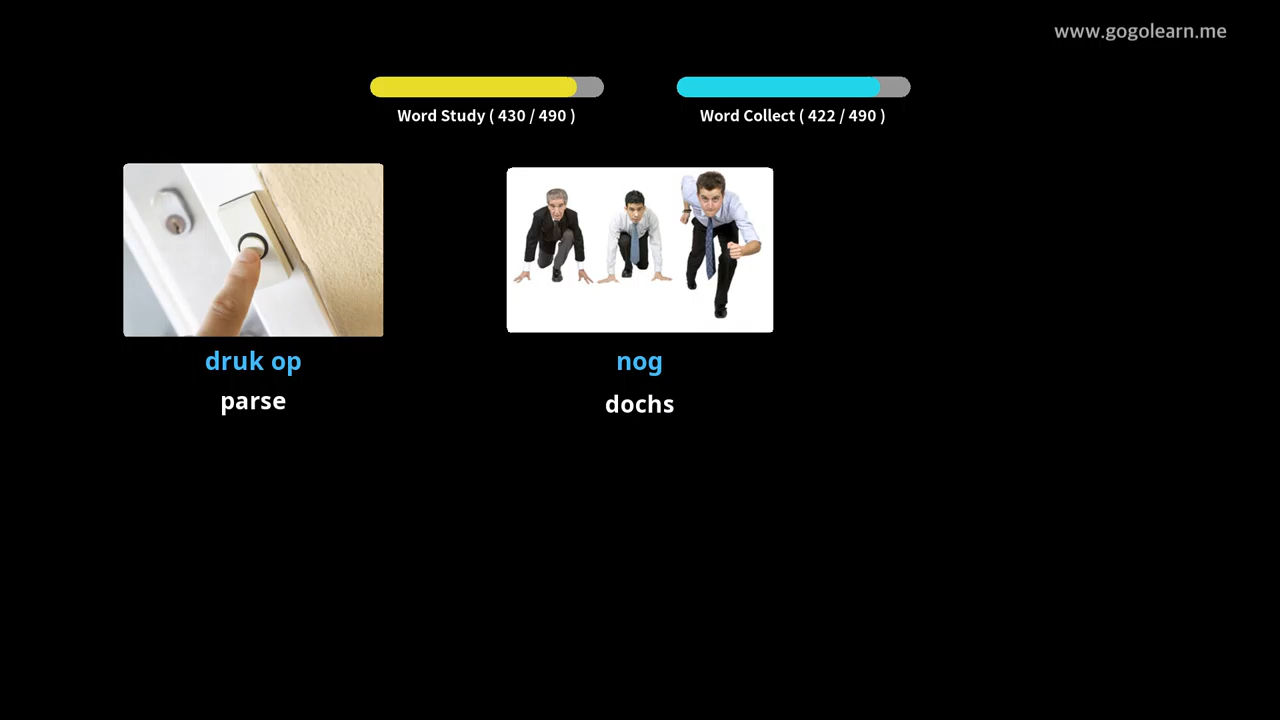 www.gogolearn.me
Word Study ( 430 / 490 )
Word Collect ( 422 / 490 )
druk op
parse
nog
dochs